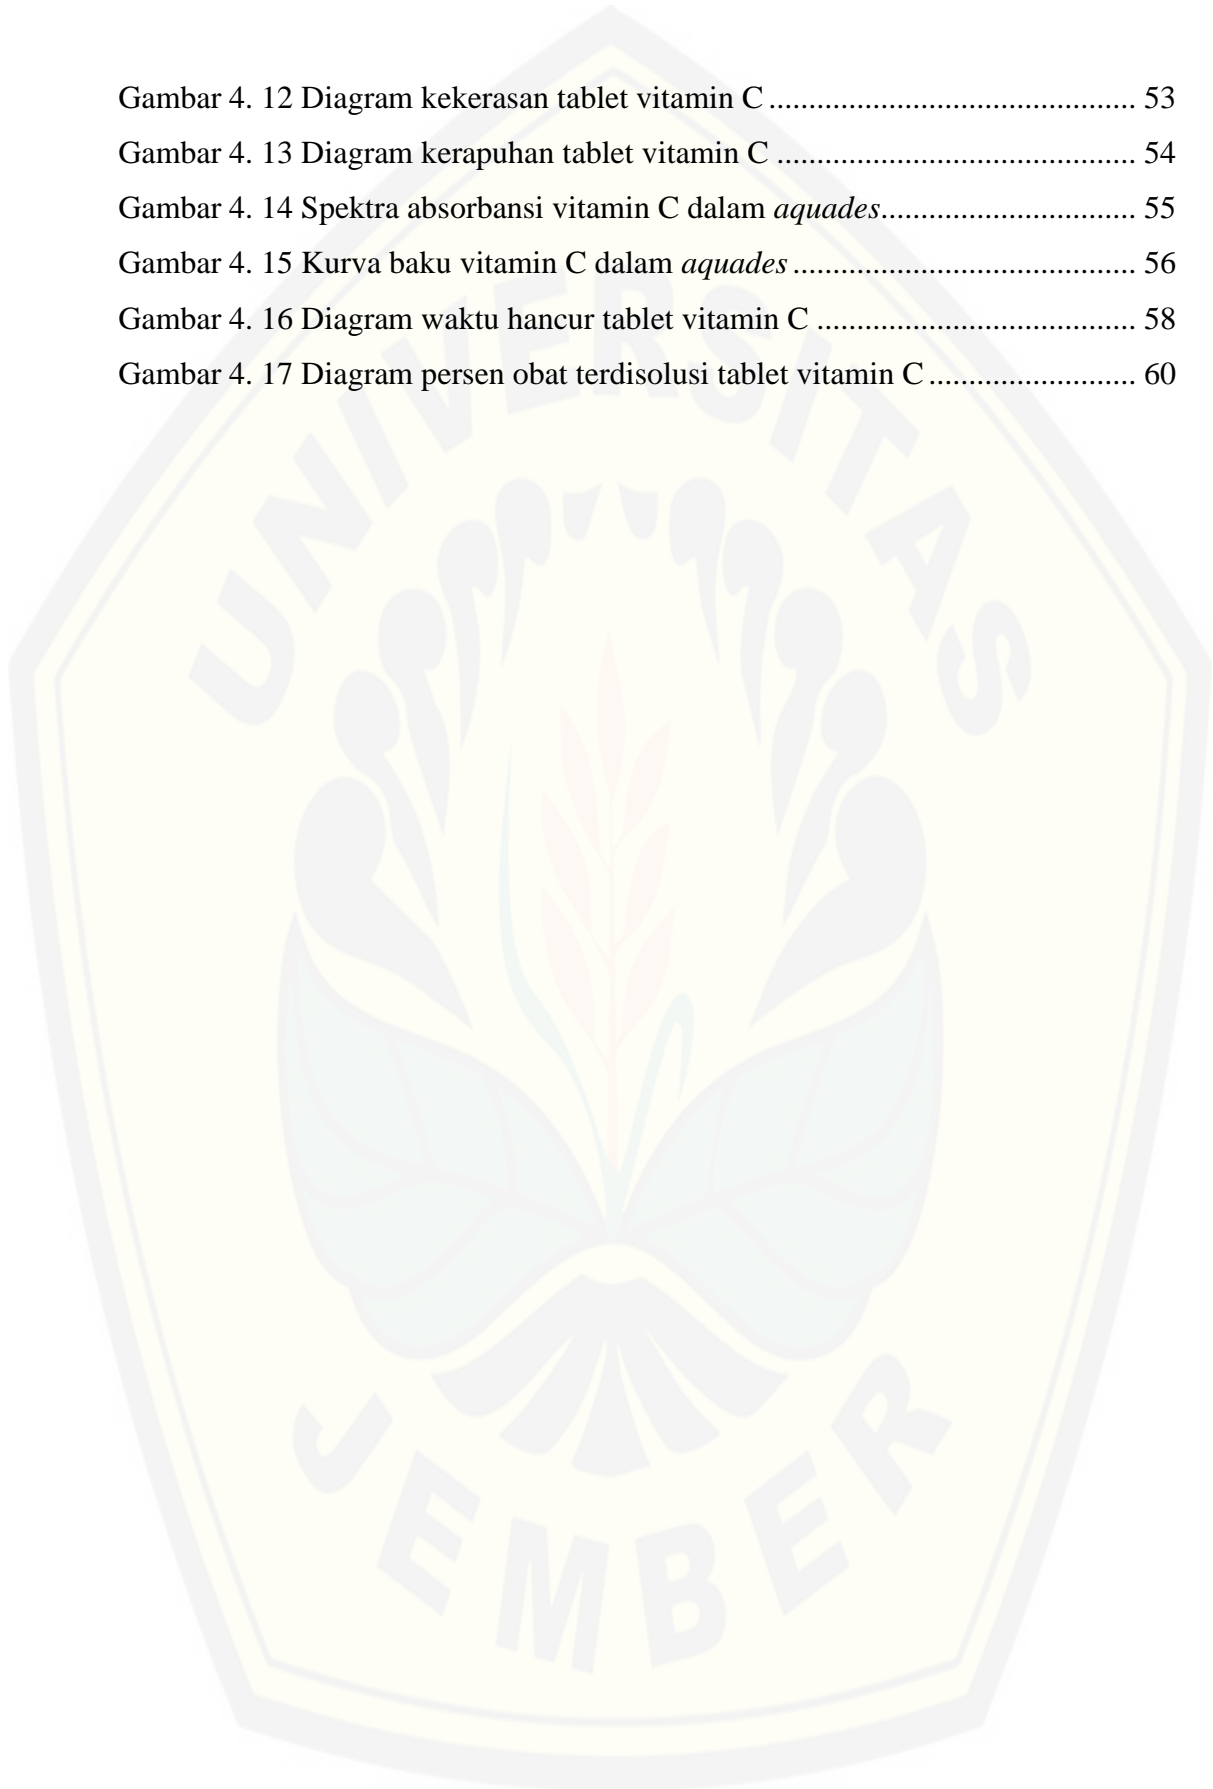 Gambar 4. 12 Diagram kekerasan tablet vitamin C .............................................. 53
Gambar 4. 13 Diagram kerapuhan tablet vitamin C ............................................. 54
Gambar 4. 14 Spektra absorbansi vitamin C dalam aquades................................ 55
Gambar 4. 15 Kurva baku vitamin C dalam aquades ........................................... 56
Gambar 4. 16 Diagram waktu hancur tablet vitamin C ........................................ 58
Gambar 4. 17 Diagram persen obat terdisolusi tablet vitamin C .......................... 60
UNIVERSITAS
JEMBER